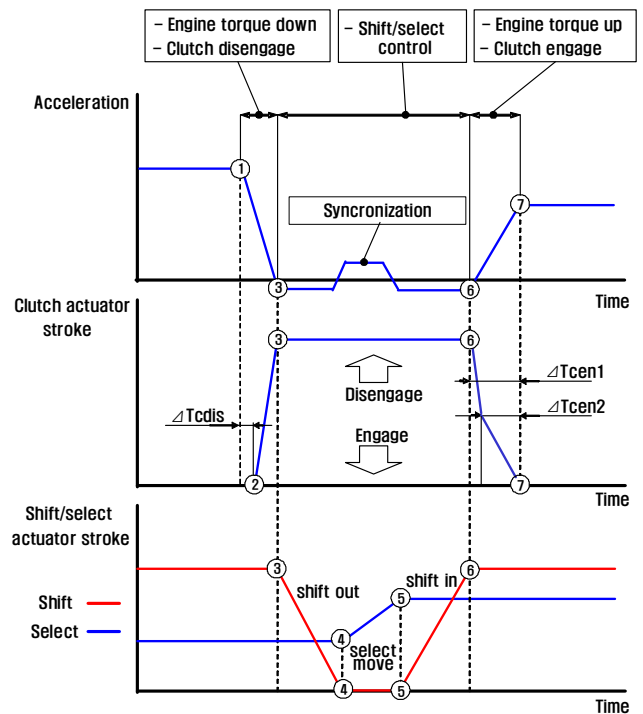 - Engine torque down
- Clutch disengage
- Shift/select
control
- Engine torque up
- Clutch engage
Acceleration
1
7
Syncronization
3
6
Time
Clutch actuator
stroke
3
6
⊿Tcen1
Disengage
⊿Tcdis
⊿Tcen2
Engage
2
7
Time
Shift/select
actuator stroke
3
6
shift out
shift in
Shift
5
Select
4
select
move
4
5
Time